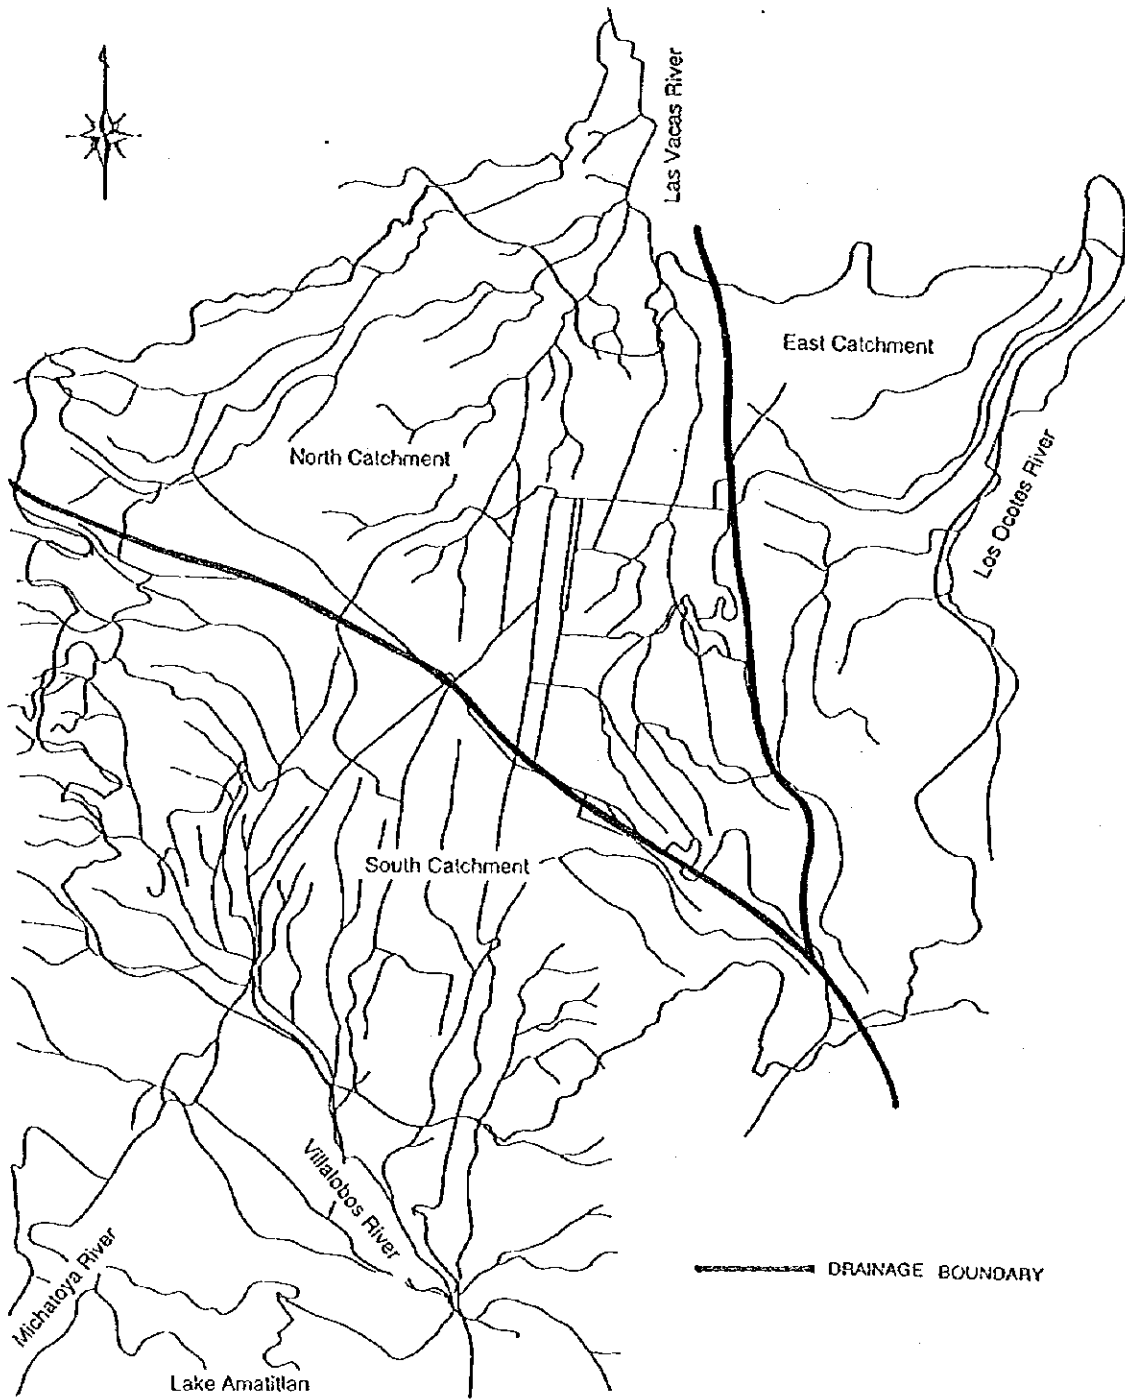 Las Vacas River
East Catchment
North Catchment
Los Ocotes River
South Catchment
Villalobos River
DRAINAGE BOUNDARY
Michatoya River
Lake Amatitlan